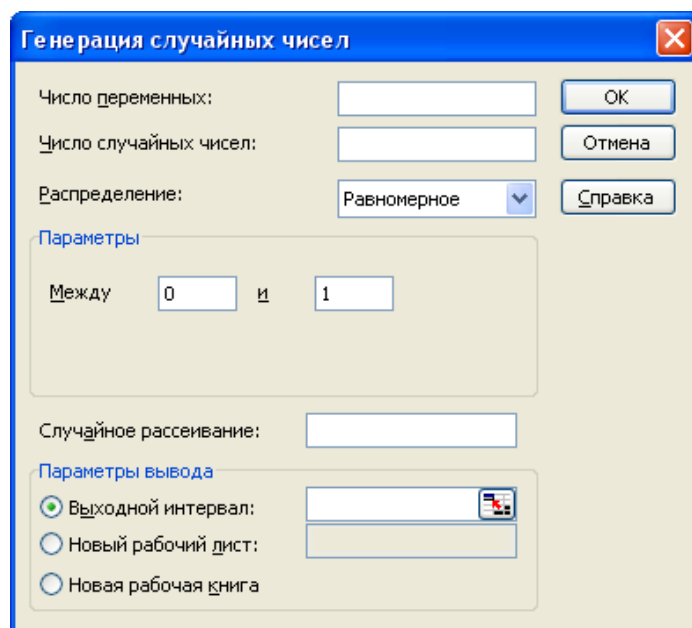 Генерация случайных чисел
Число переменных:
OK
Число случайных чисел:
Отмена
Распределение:
Равномерное
Справка
Параметры
Между 0 и 1
Случайное рассеивание:
Параметры вывода
Выходной интервал:
Новый рабочий лист:
Новая рабочая книга